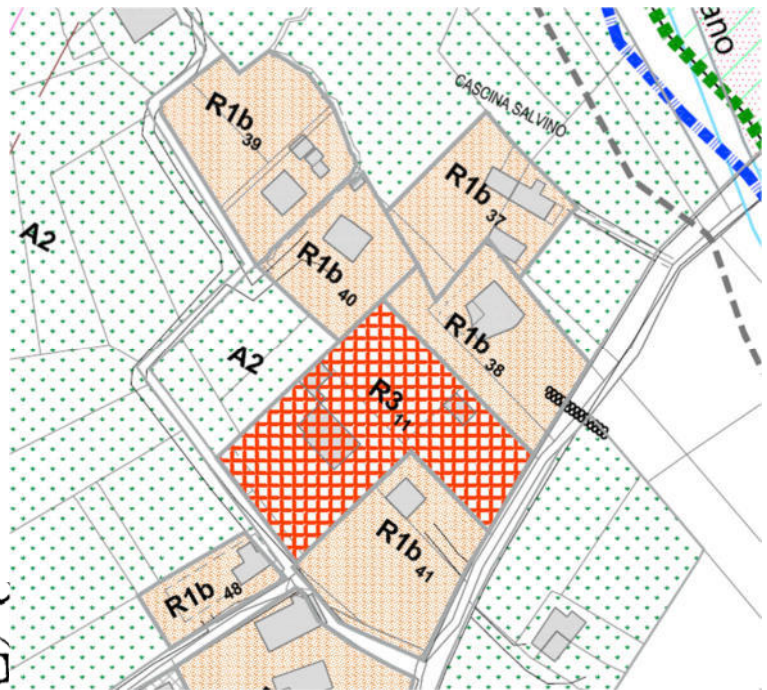 ano
CASCINA SALVINO
R1b 39
R1b 37
A2
R1b 40
R1b 38
A2
R3 11
R1b 41
R1b 48